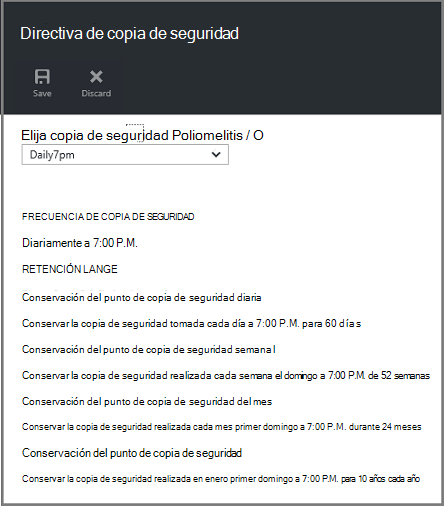 Directiva de copia de seguridad
Save Discard
Elija copia de seguridad Poliomelitis / O
Daily7pm
FRECUENCIA DE COPIA DE SEGURIDAD
Diariamente a 7:00 P.M.
RETENCIÓN LANGE
Conservación del punto de copia de seguridad diaria
Conservar la copia de seguridad tomada cada día a 7:00 P.M. para 60 días
Conservación del punto de copia de seguridad semanal
Conservar la copia de seguridad realizada cada semana el domingo a 7:00 P.M. de 52 semanas
Conservación del punto de copia de seguridad del mes
Conservar la copia de seguridad realizada cada mes primer domingo a 7:00 P.M. durante 24 meses
Conservación del punto de copia de seguridad
Conservar la copia de seguridad realizada en enero primer domingo a 7:00 P.M. para 10 años cada año